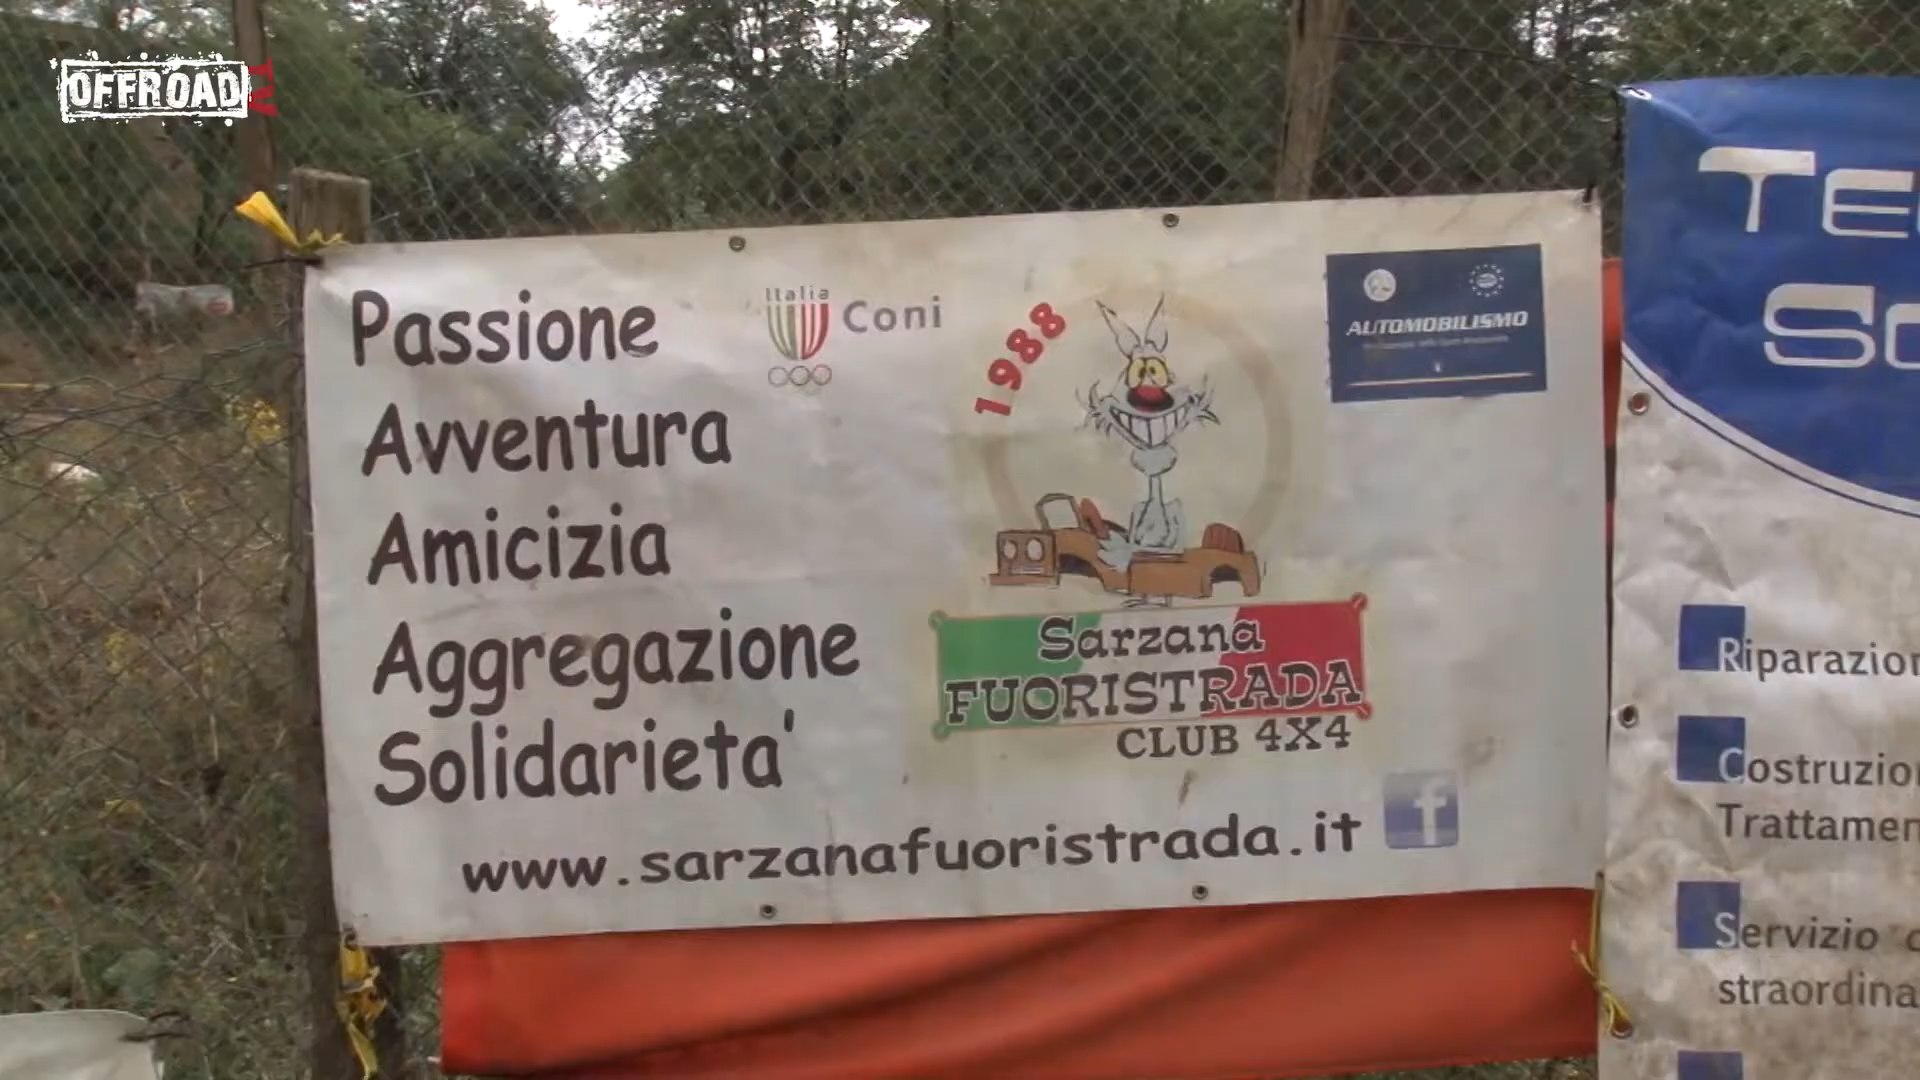 OFFROAD TV
Passione
Avventura
Amicizia
Aggregazione
Solidarieta'
Italia
Coni
1988
AUTOMOBILISMO
Sarzana
FUORISTRADA
CLUB 4X4
www.sarzanafuoristrada.it
f
Riparazion
Costruzion
Trattamen
Servizio
straordina